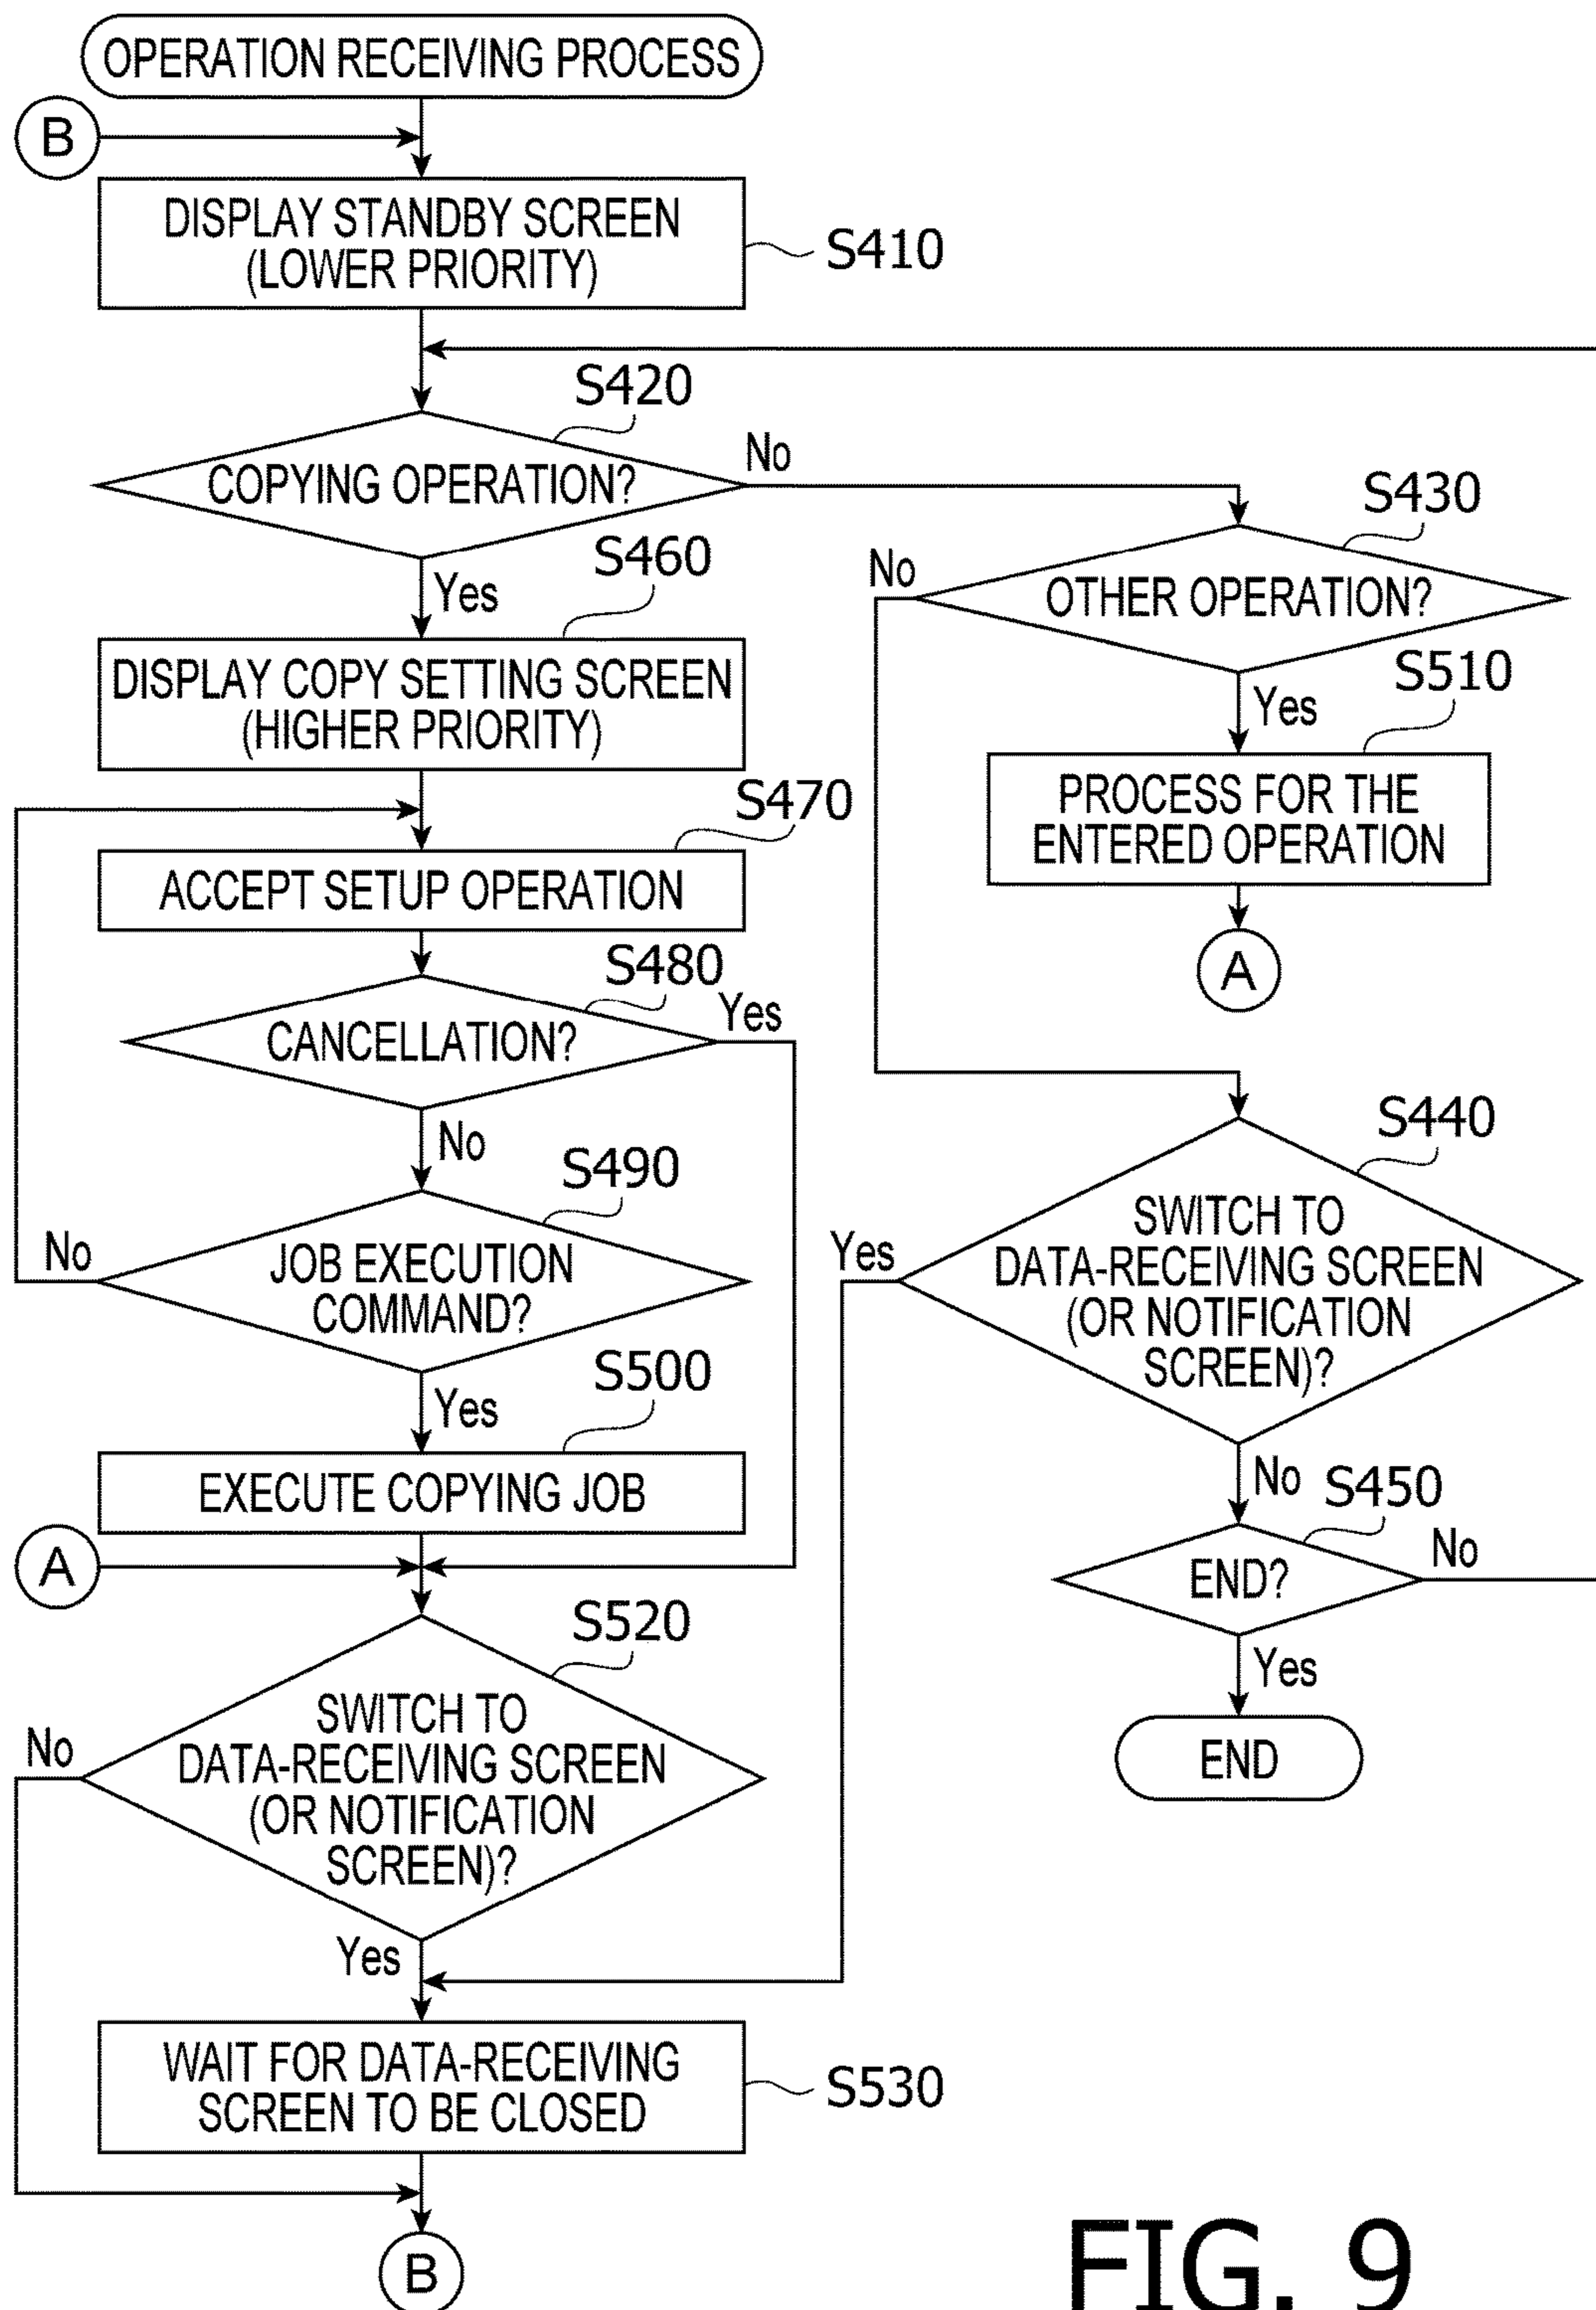 OPERATION RECEIVING PROCESS
B
DISPLAY STANDBY SCREEN
(LOWER PRIORITY)
S410
S420
COPYING OPERATION?
No
Yes
S430
OTHER OPERATION?
No
Yes
S460
DISPLAY COPY SETTING SCREEN
(HIGHER PRIORITY)
S510
PROCESS FOR THE
ENTERED OPERATION
A
S470
ACCEPT SETUP OPERATION
S480
CANCELLATION?
Yes
No
S490
JOB EXECUTION
COMMAND?
No
Yes
S440
SWITCH TO
DATA-RECEIVING SCREEN
(OR NOTIFICATION
SCREEN)?
Yes
No
S500
EXECUTE COPYING JOB
A
S450
END?
No
Yes
END
S520
SWITCH TO
DATA-RECEIVING SCREEN
(OR NOTIFICATION
SCREEN)?
No
Yes
WAIT FOR DATA-RECEIVING
SCREEN TO BE CLOSED
S530
B
FIG. 9